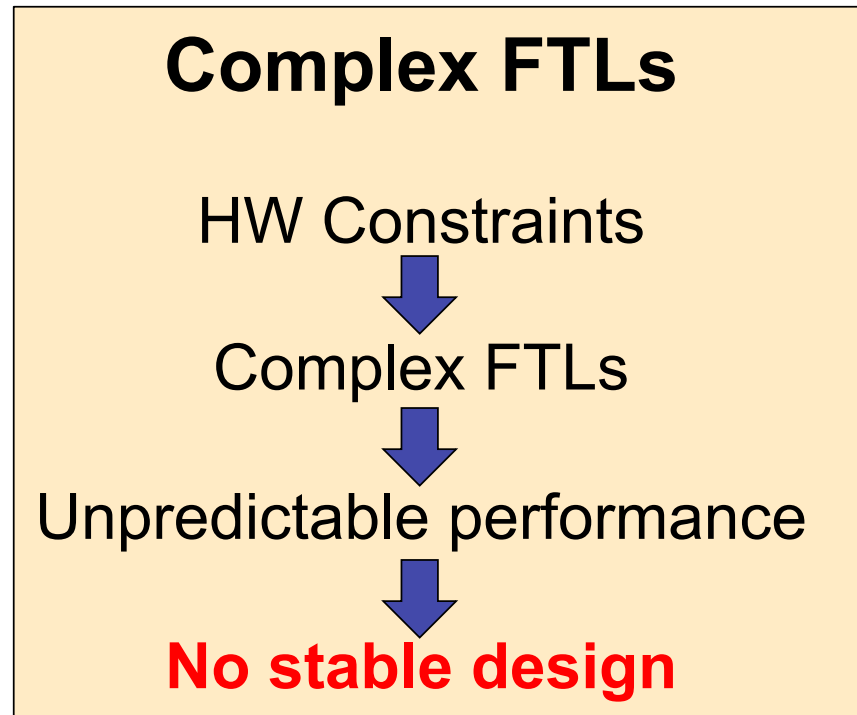 Complex FTLs
HW Constraints
Complex FTLs
Unpredictable performance
No stable design